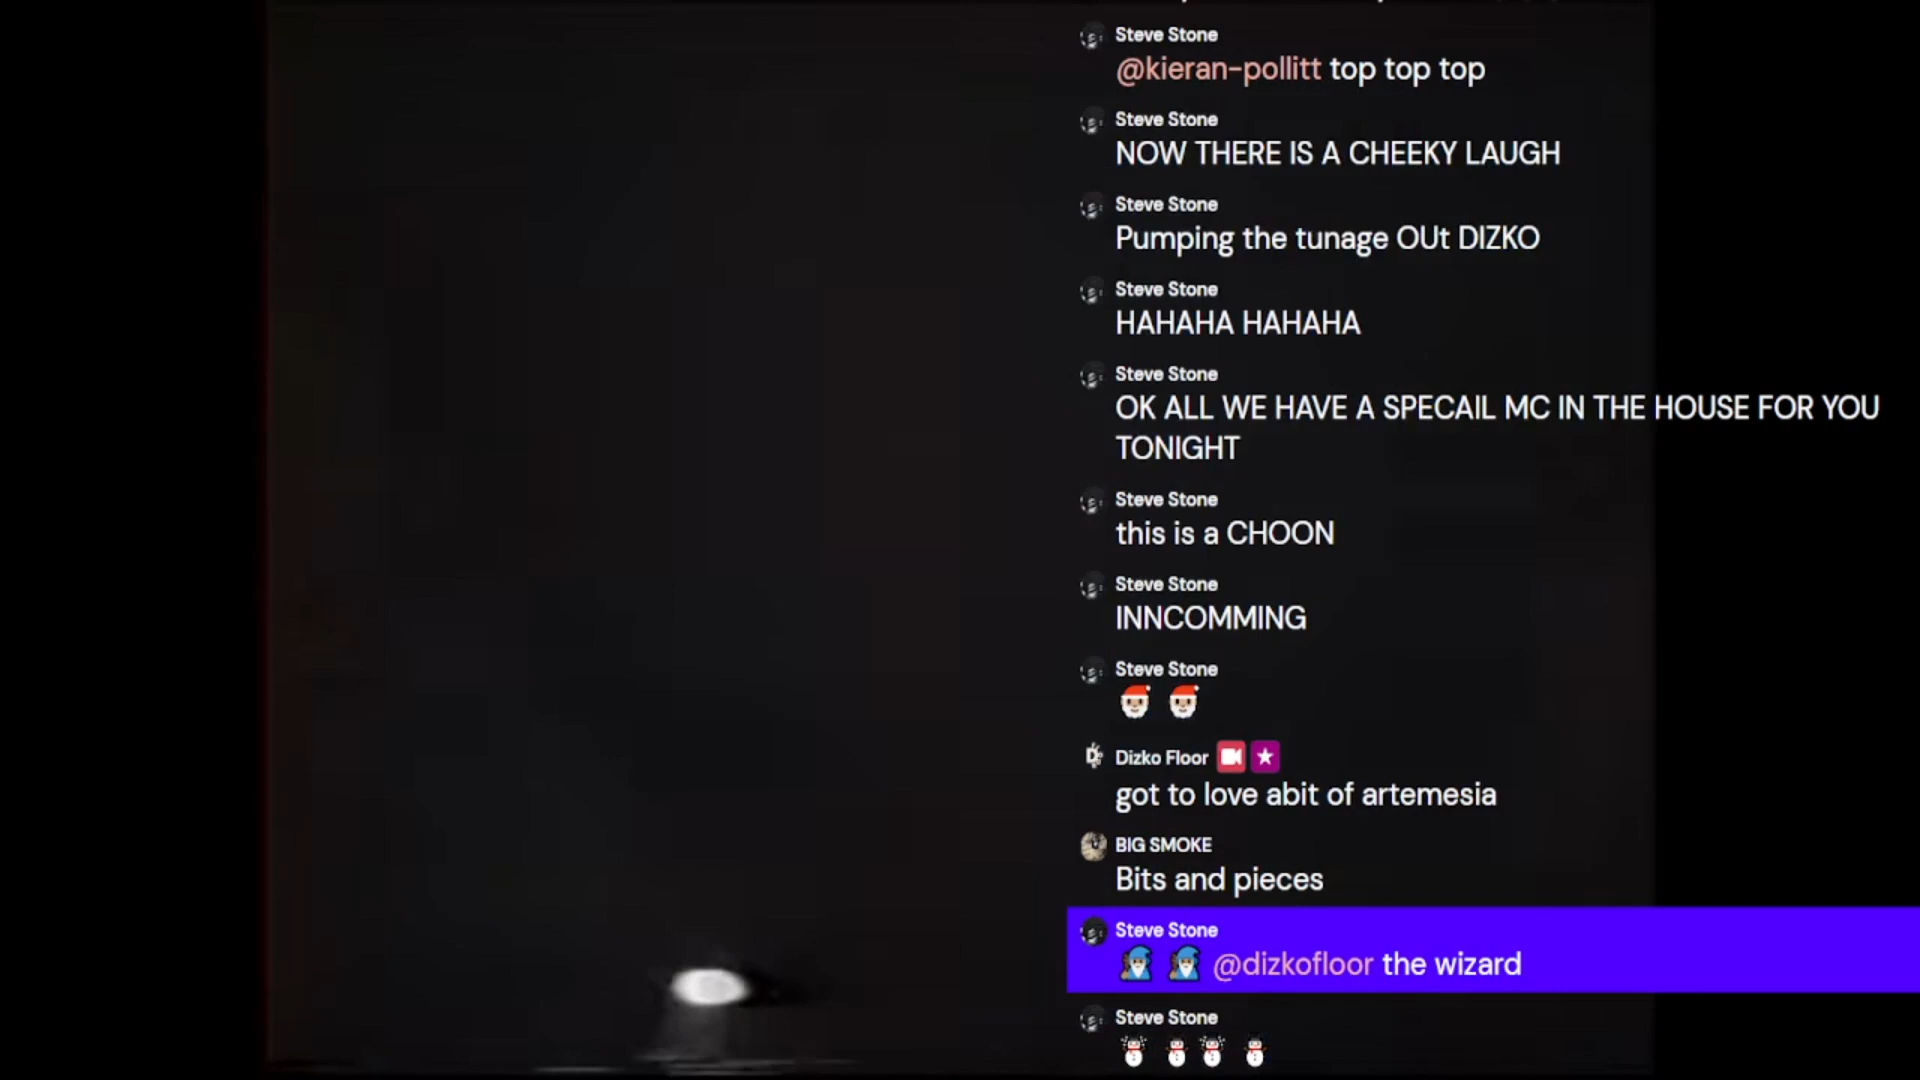 Steve Stone
@kieran-pollitt top top top
Steve Stone
NOW THERE IS A CHEEKY LAUGH
Steve Stone
Pumping the tunage OUt DIZKO
Steve Stone
HAHAHA HAHAHA
Steve Stone
OK ALL WE HAVE A SPECAIL MC IN THE HOUSE FOR YOU
TONIGHT
Steve Stone
this is a CHOON
Steve Stone
INNCOMMING
Steve Stone
🎅 🎅
Dizko Floor
got to love abit of artemesia
BIG SMOKE
Bits and pieces
Steve Stone
🧙‍♂️ 🧙‍♂️ @dizkofloor the wizard
Steve Stone
☃️ ⛄ ☃️ ⛄